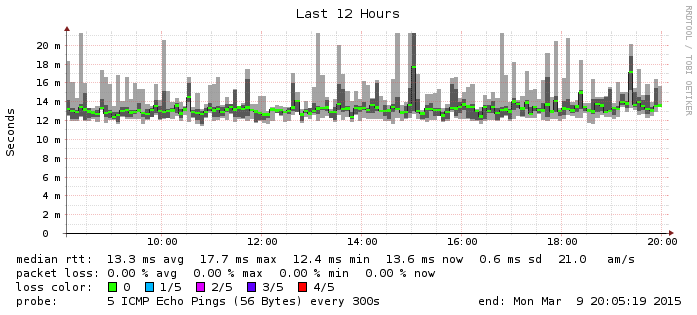 Last 12 Hours
RRDTOOL / TOBI OETIKER
Seconds
20 m
18 m
16 m
14 m
12 m
10 m
8 m
6 m
4 m
2 m
0
10:00 12:00 14:00 16:00 18:00 20:00
median rtt: 13.3 ms avg 17.7 ms max 12.4 ms min 13.6 ms now 0.6 ms sd 21.0 am/s
packet loss: 0.00 % avg 0.00 % max 0.00 % min 0.00 % now
loss color: 0 1/5 2/5 3/5 4/5
probe: 5 ICMP Echo Pings (56 Bytes) every 300s end: Mon Mar 9 20:05:19 2015